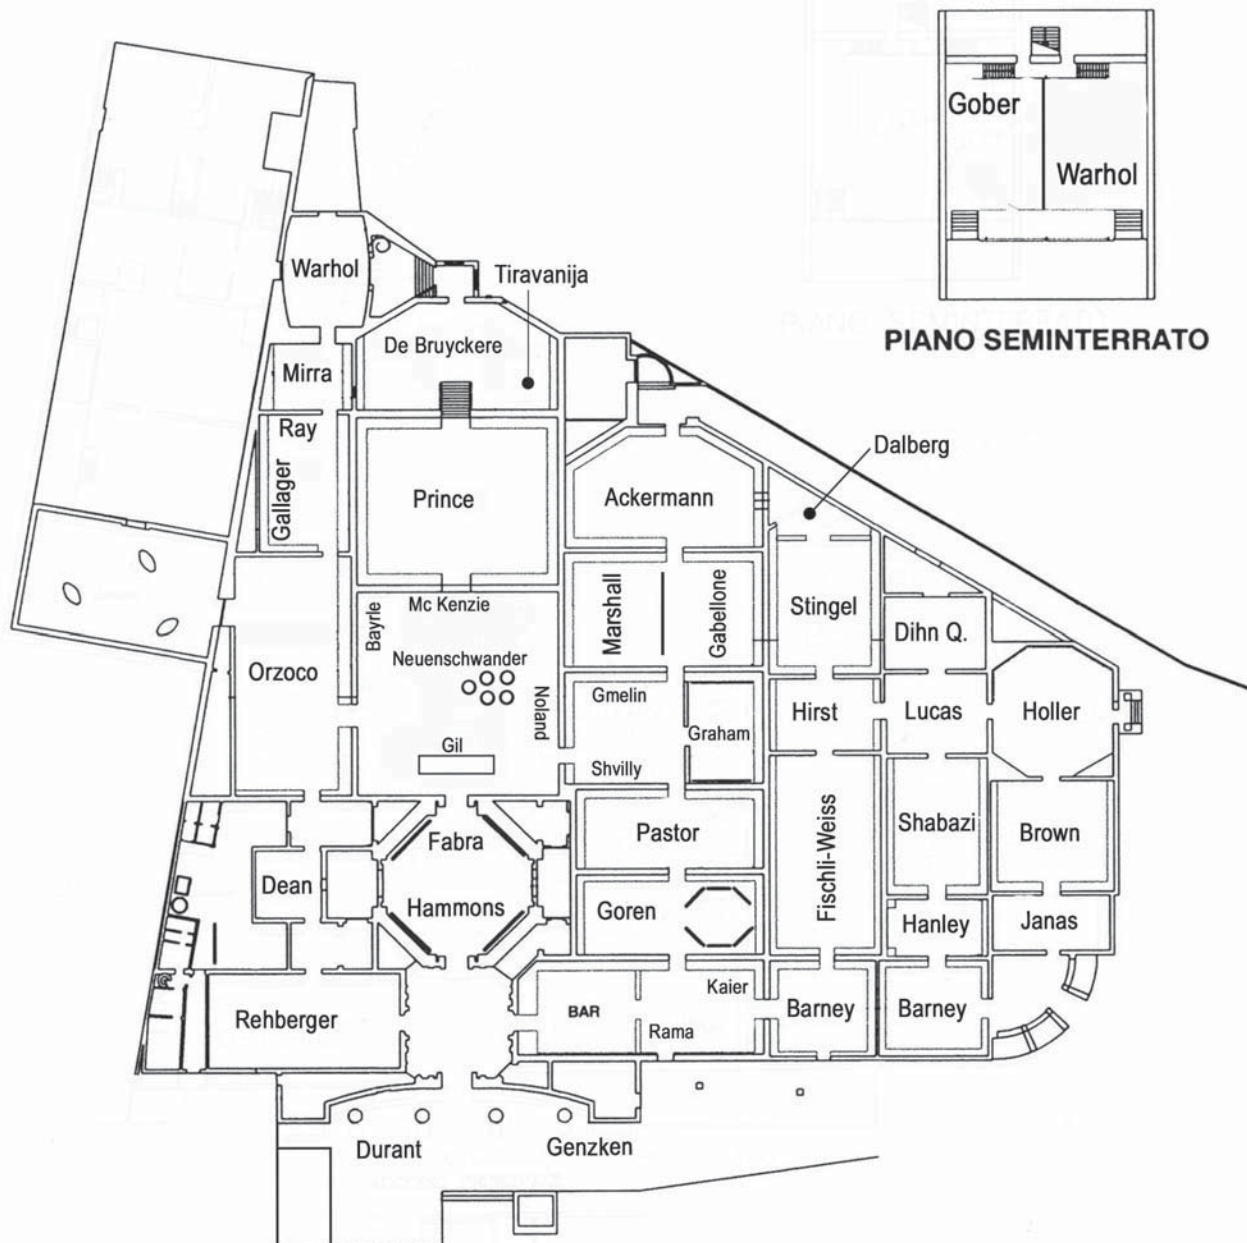 Gober
Warhol
PIANO SEMINTERRATO
Warhol
Tiravanija
De Bruyckere
Mirra
Ray
Gallager
Prince
Ackermann
Dalberg
Mc Kenzie
Bayrle
Neuenschwander
Noland
Gil
Orzoco
Marshall
Gabellone
Stingel
Dihn Q.
Gmelin
Graham
Shvilly
Hirst
Lucas
Holler
Fabra
Hammons
Dean
Pastor
Goren
Fischli-Weiss
Shabazi
Brown
Hanley
Janas
Rehberger
BAR
Kaier
Rama
Barney
Barney
Durant
Genzken